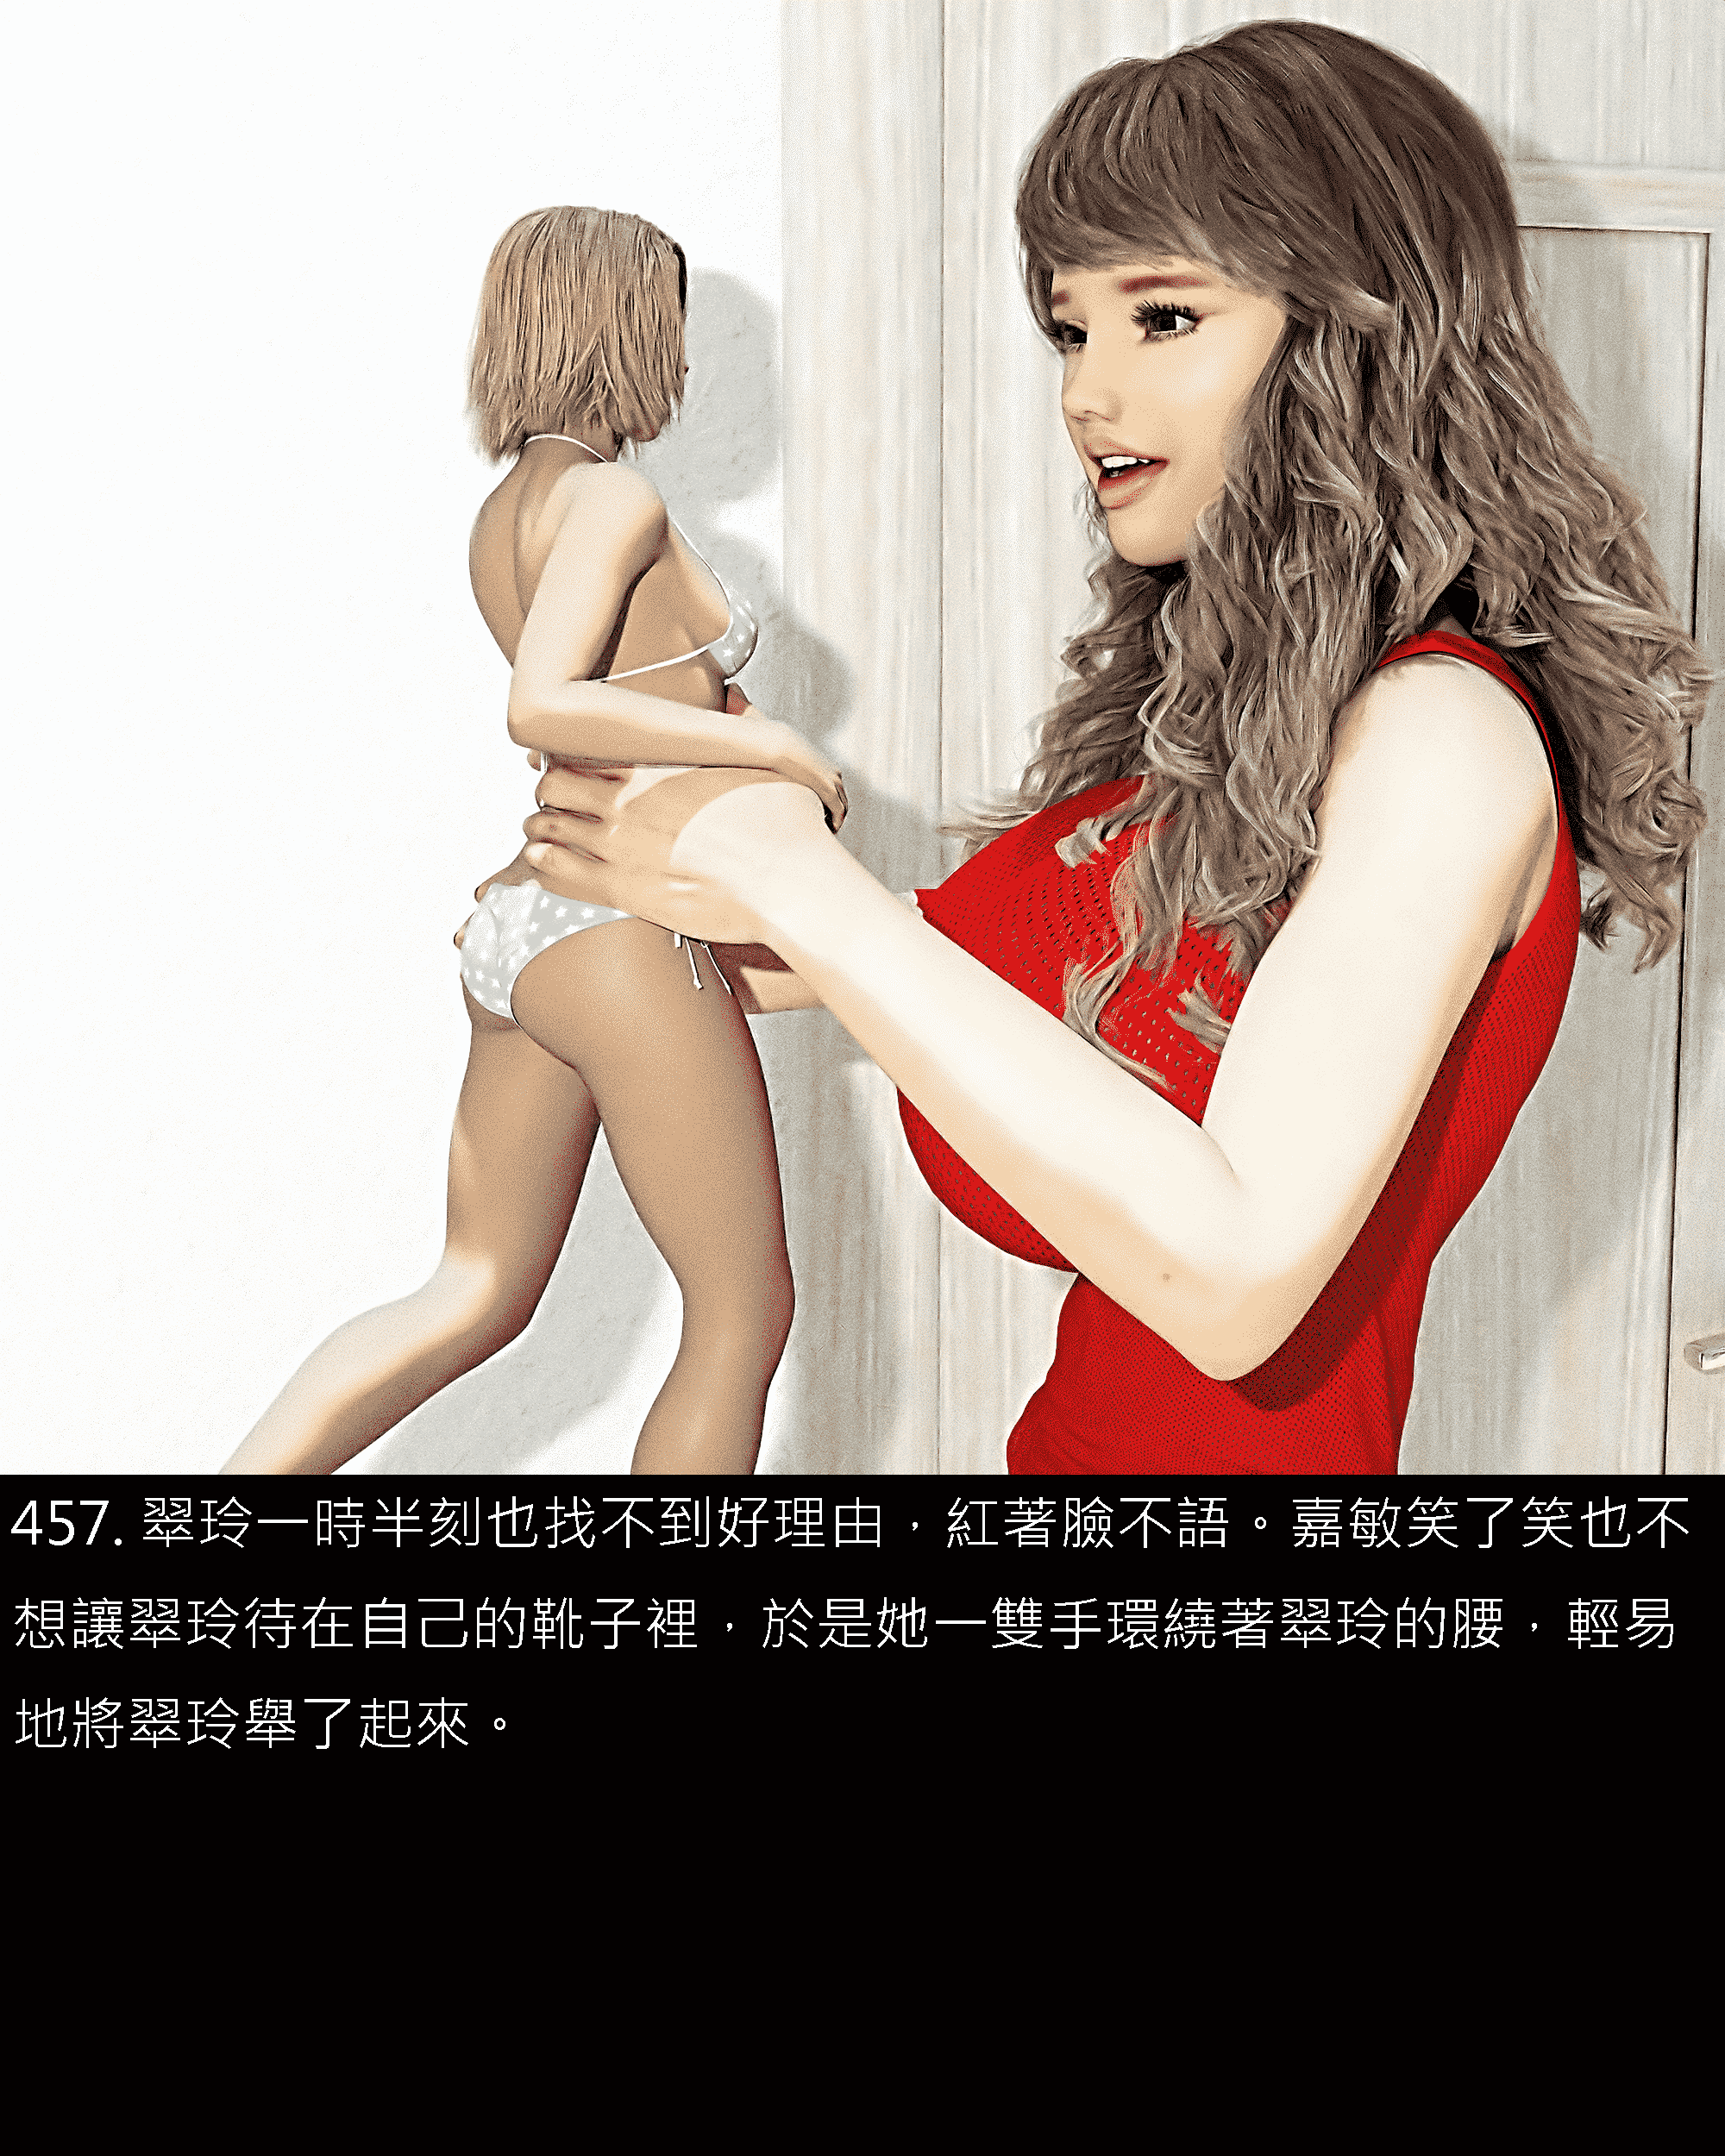 457. 翠玲一時半刻也找不到好理由，紅著臉不語。嘉敏笑了笑也不
想讓翠玲待在自己的靴子裡，於是她一雙手環繞著翠玲的腰，輕易
地將翠玲舉了起來。